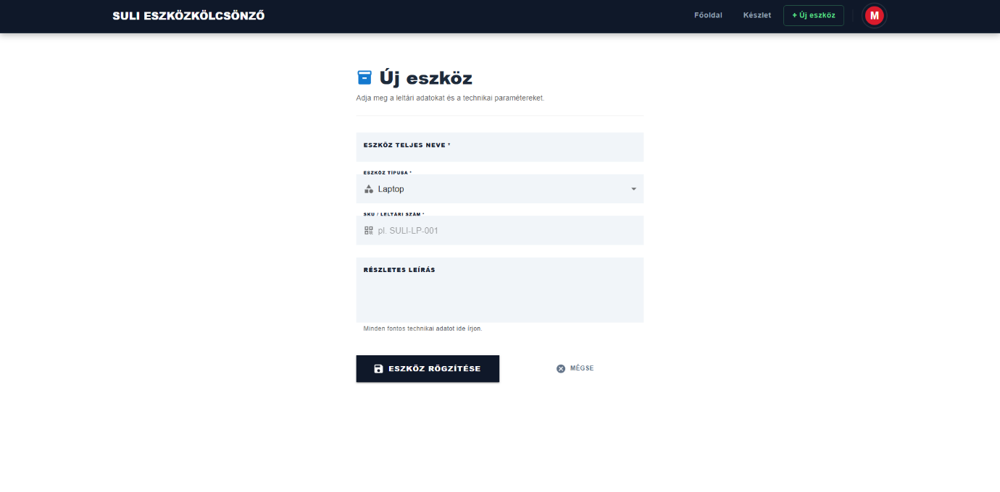 SULI ESZKÖZKÖLCSÖNZŐ
Főoldal
Készlet
+ Új eszköz
M
Új eszköz
Adja meg a leltári adatokat és a technikai paramétereket.
ESZKÖZ TELJES NEVE *
ESZKÖZ TÍPUSA *
Laptop
SKU / LELTÁRI SZÁM *
pl. SULI-LP-001
RÉSZLETES LEÍRÁS
Minden fontos technikai adatot ide írjon.
ESZKÖZ RÖGZÍTÉSE
MÉGSE